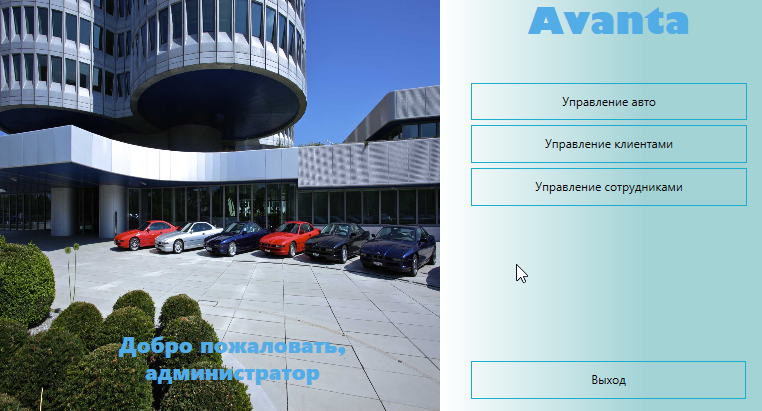 Avanta
Управление авто
Управление клиентами
Управление сотрудниками
Добро пожаловать,
администратор
Выход